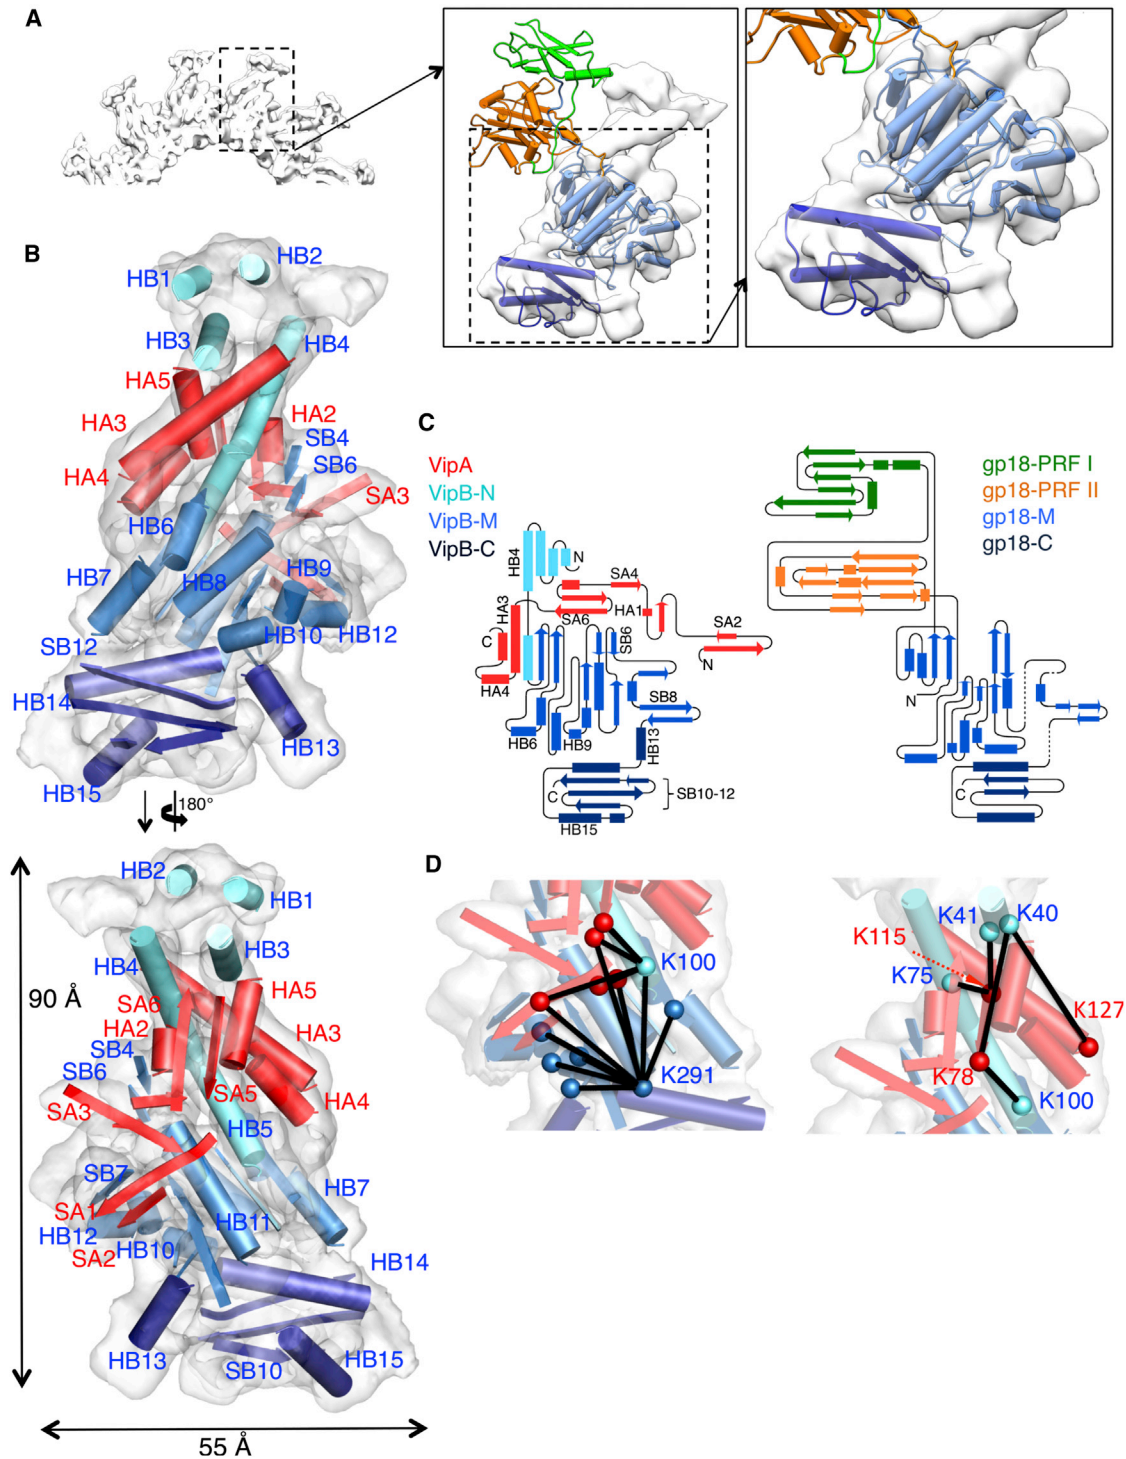 A
B
HB1
HB2
HB3
HB4
HA5
HA3
HA2
SB4
HA4
SB6
SA3
HB6
HB7
HB8
HB9
HB10
HB12
SB12
HB14
HB13
HB15
180°
HB2
HB1
HB3
HB4
HA5
90 Å
SA6
HA2
HA3
SB4
SB6
SA5
HA4
SA3
HB5
SB7
HB7
SA1
HB11
HB12
HB10
SA2
HB14
HB13
SB10
HB15
55 Å
C
VipA
VipB-N
VipB-M
VipB-C
HB4
N
SA4
HA3
HA1
SA6
C
SB6
SA2
N
HA4
SB8
HB6
HB9
HB13
C
SB10-12
HB15
gp18-PRF I
gp18-PRF II
gp18-M
gp18-C
N
C
D
K100
K291
K41
K40
K115
K75
K127
K78
K100